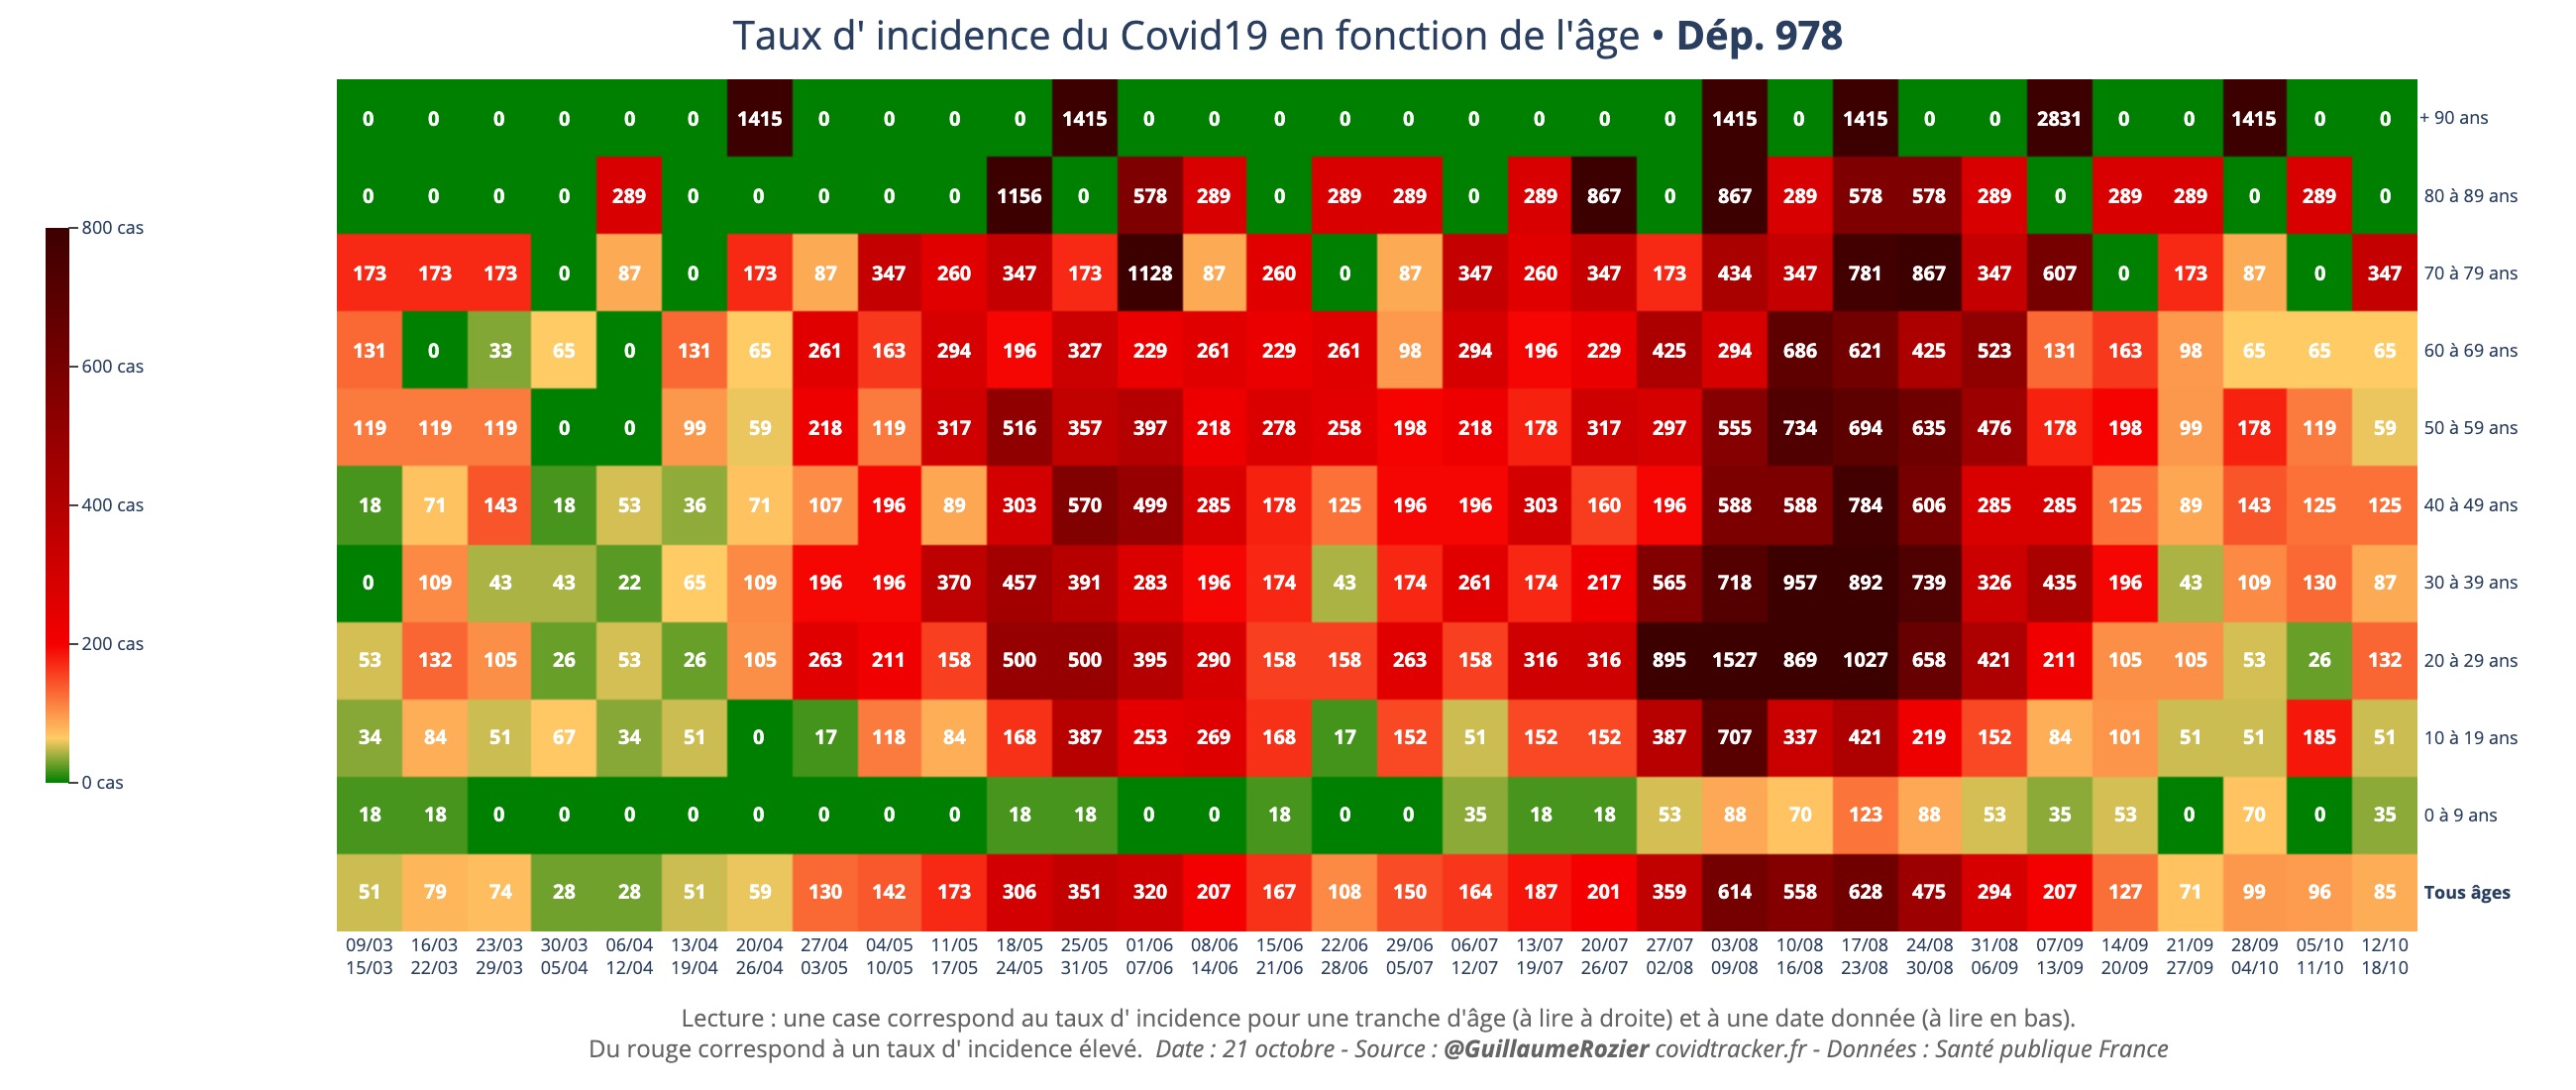 Taux d' incidence du Covid19 en fonction de l'âge • Dép. 978
0 0 0 0 0 0 1415 0 0 0 0 1415 0 0 0 0 0 0 0 0 0 1415 0 1415 0 0 2831 0 0 1415 0 0 + 90 ans
0 0 0 0 289 0 0 0 0 0 1156 0 578 289 0 289 289 0 289 867 0 867 289 578 578 289 0 289 289 0 289 0 80 à 89 ans
173 173 173 0 87 0 173 87 347 260 347 173 1128 87 260 0 87 347 260 347 173 434 347 781 867 347 607 0 173 87 0 347 70 à 79 ans
131 0 33 65 0 131 65 261 163 294 196 327 229 261 229 261 98 294 196 229 425 294 686 621 425 523 131 163 98 65 65 65 60 à 69 ans
119 119 119 0 0 99 59 218 119 317 516 357 397 218 278 258 198 218 178 317 297 555 734 694 635 476 178 198 99 178 119 59 50 à 59 ans
18 71 143 18 53 36 71 107 196 89 303 570 499 285 178 125 196 196 303 160 196 588 588 784 606 285 285 125 89 143 125 125 40 à 49 ans
0 109 43 43 22 65 109 196 196 370 457 391 283 196 174 43 174 261 174 217 565 718 957 892 739 326 435 196 43 109 130 87 30 à 39 ans
53 132 105 26 53 26 105 263 211 158 500 500 395 290 158 158 263 158 316 316 895 1527 869 1027 658 421 211 105 105 53 26 132 20 à 29 ans
34 84 51 67 34 51 0 17 118 84 168 387 253 269 168 17 152 51 152 152 387 707 337 421 219 152 84 101 51 51 185 51 10 à 19 ans
18 18 0 0 0 0 0 0 0 0 18 18 0 0 18 0 0 35 18 18 53 88 70 123 88 53 35 53 0 70 0 35 0 à 9 ans
51 79 74 28 28 51 59 130 142 173 306 351 320 207 167 108 150 164 187 201 359 614 558 628 475 294 207 127 71 99 96 85 Tous âges
09/03 16/03 23/03 30/03 06/04 13/04 20/04 27/04 04/05 11/05 18/05 25/05 01/06 08/06 15/06 22/06 29/06 06/07 13/07 20/07 27/07 03/08 10/08 17/08 24/08 31/08 07/09 14/09 21/09 28/09 05/10 12/10
15/03 22/03 29/03 05/04 12/04 19/04 26/04 03/05 10/05 17/05 24/05 31/05 07/06 14/06 21/06 28/06 05/07 12/07 19/07 26/07 02/08 09/08 16/08 23/08 30/08 06/09 13/09 20/09 27/09 04/10 11/10 18/10
800 cas
600 cas
400 cas
200 cas
0 cas
Lecture : une case correspond au taux d' incidence pour une tranche d'âge (à lire à droite) et à une date donnée (à lire en bas).
Du rouge correspond à un taux d' incidence élevé. Date : 21 octobre - Source : @GuillaumeRozier covidtracker.fr - Données : Santé publique France